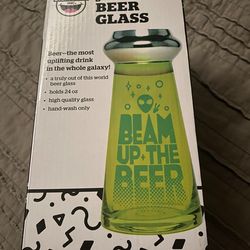 BEER
GLASS
Beer—the most
uplifting drink
in the whole galaxy!
• a truly out of this world
beer glass
• holds 24 oz
• high quality glass
• hand-wash only
BEAM
UP • THE
BEER